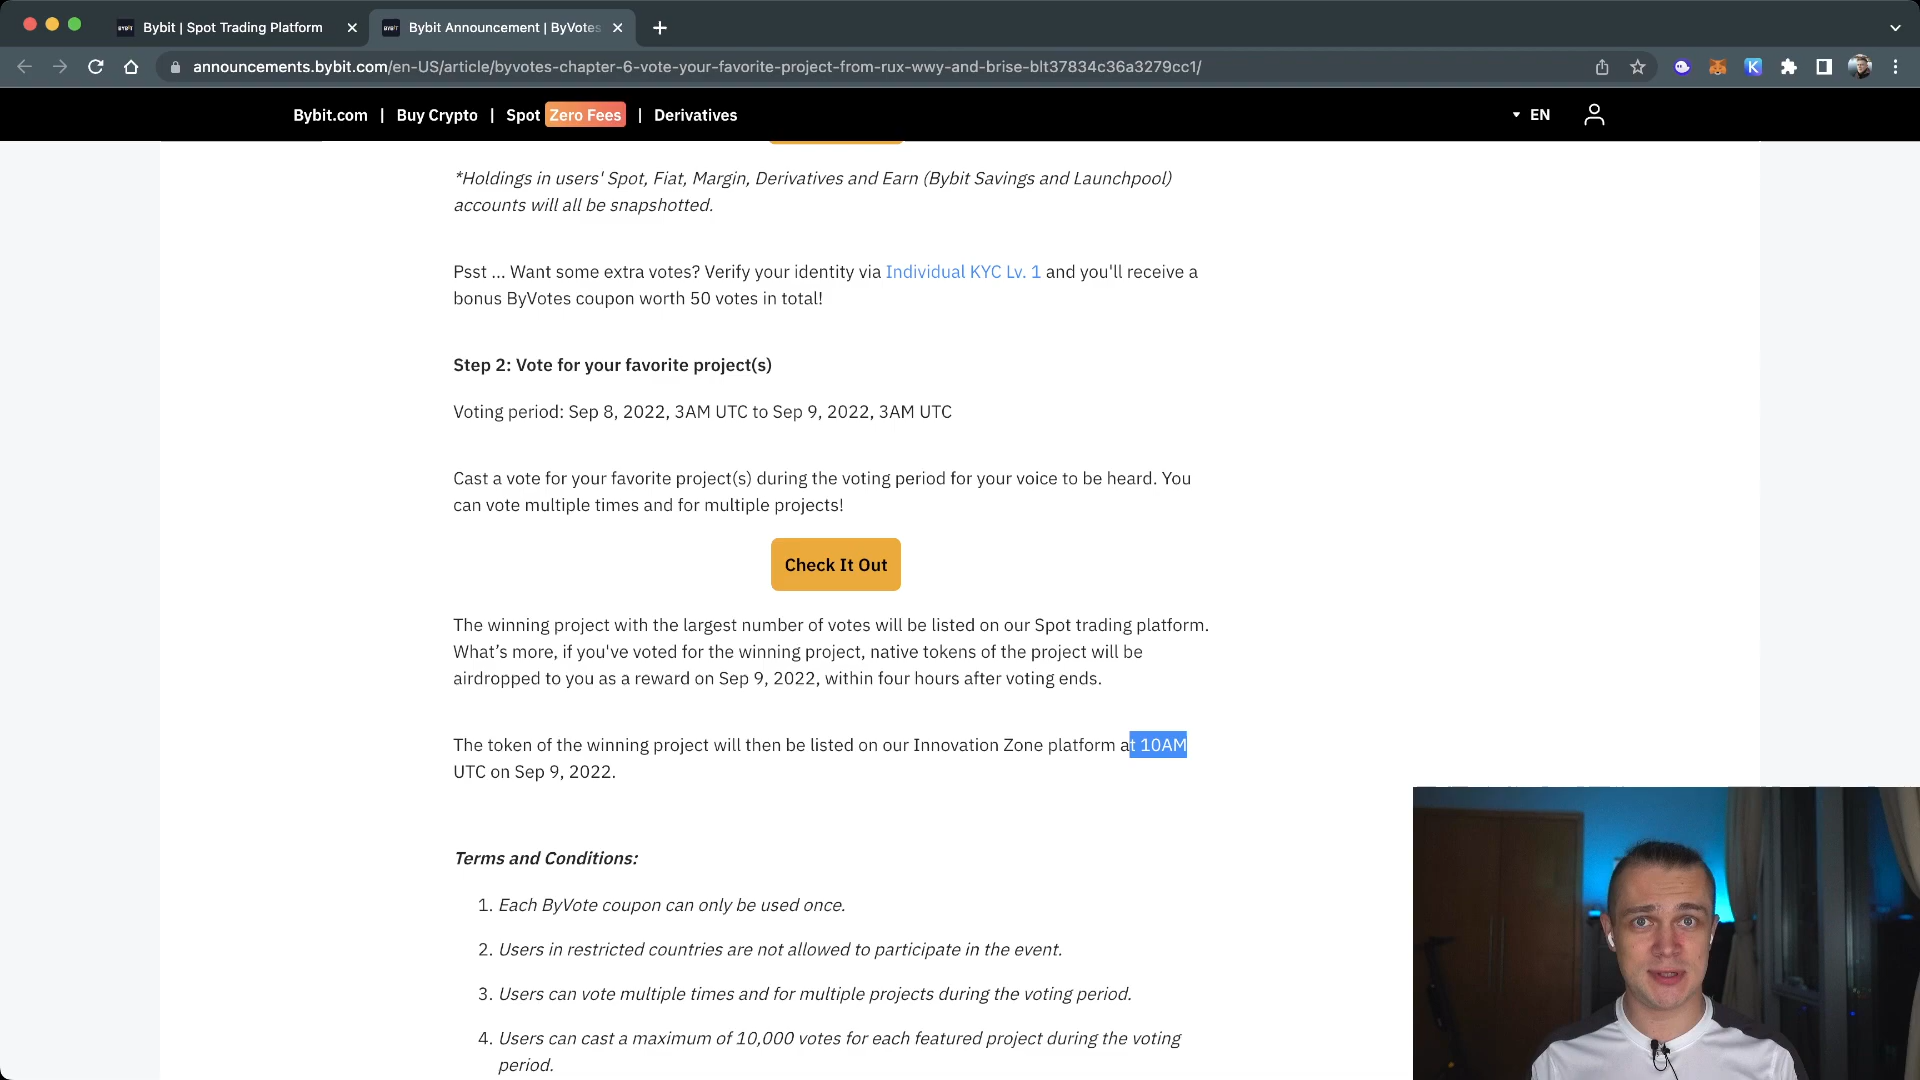 Bybit | Spot Trading Platform
Bybit Announcement | ByVotes
announcements.bybit.com/en-US/article/byvotes-chapter-6-vote-your-favorite-project-from-rux-wwy-and-brise-blt37834c36a3279cc1/
Bybit.com | Buy Crypto | Spot Zero Fees | Derivatives
EN
*Holdings in users' Spot, Fiat, Margin, Derivatives and Earn (Bybit Savings and Launchpool)
accounts will all be snapshotted.
Psst ... Want some extra votes? Verify your identity via Individual KYC Lv. 1 and you'll receive a
bonus ByVotes coupon worth 50 votes in total!
Step 2: Vote for your favorite project(s)
Voting period: Sep 8, 2022, 3AM UTC to Sep 9, 2022, 3AM UTC
Cast a vote for your favorite project(s) during the voting period for your voice to be heard. You
can vote multiple times and for multiple projects!
Check It Out
The winning project with the largest number of votes will be listed on our Spot trading platform.
What’s more, if you've voted for the winning project, native tokens of the project will be
airdropped to you as a reward on Sep 9, 2022, within four hours after voting ends.
The token of the winning project will then be listed on our Innovation Zone platform at 10AM
UTC on Sep 9, 2022.
Terms and Conditions:
1. Each ByVote coupon can only be used once.
2. Users in restricted countries are not allowed to participate in the event.
3. Users can vote multiple times and for multiple projects during the voting period.
4. Users can cast a maximum of 10,000 votes for each featured project during the voting
period.